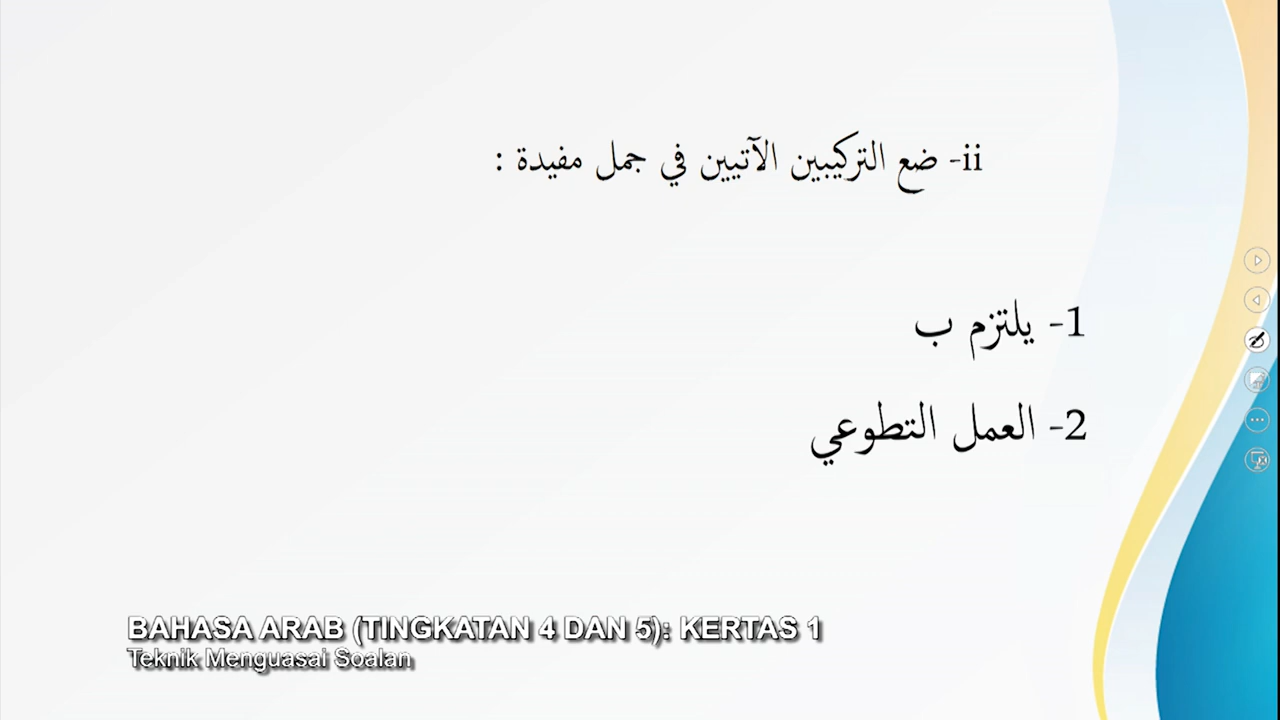 ii- ضع التركيبين الآتيين في جمل مفيدة :
1- يلتزم ب
2- العمل التطوعي
BAHASA ARAB (TINGKATAN 4 DAN 5): KERTAS 1
Teknik Menguasai Soalan